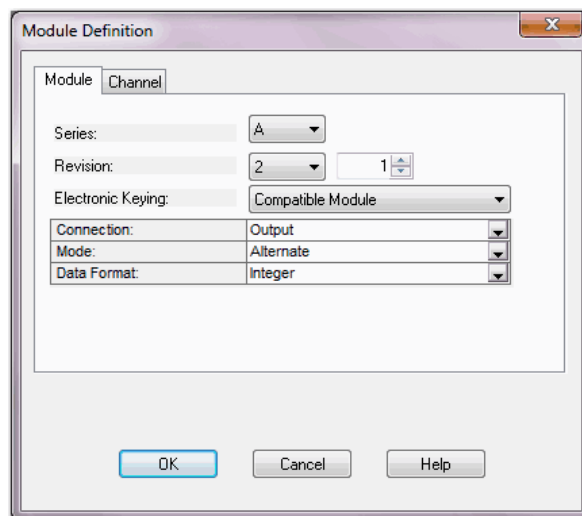 Module Definition
Module Channel
Series: A
Revision: 2 1
Electronic Keying: Compatible Module
Connection: Output
Mode: Alternate
Data Format: Integer
OK Cancel Help